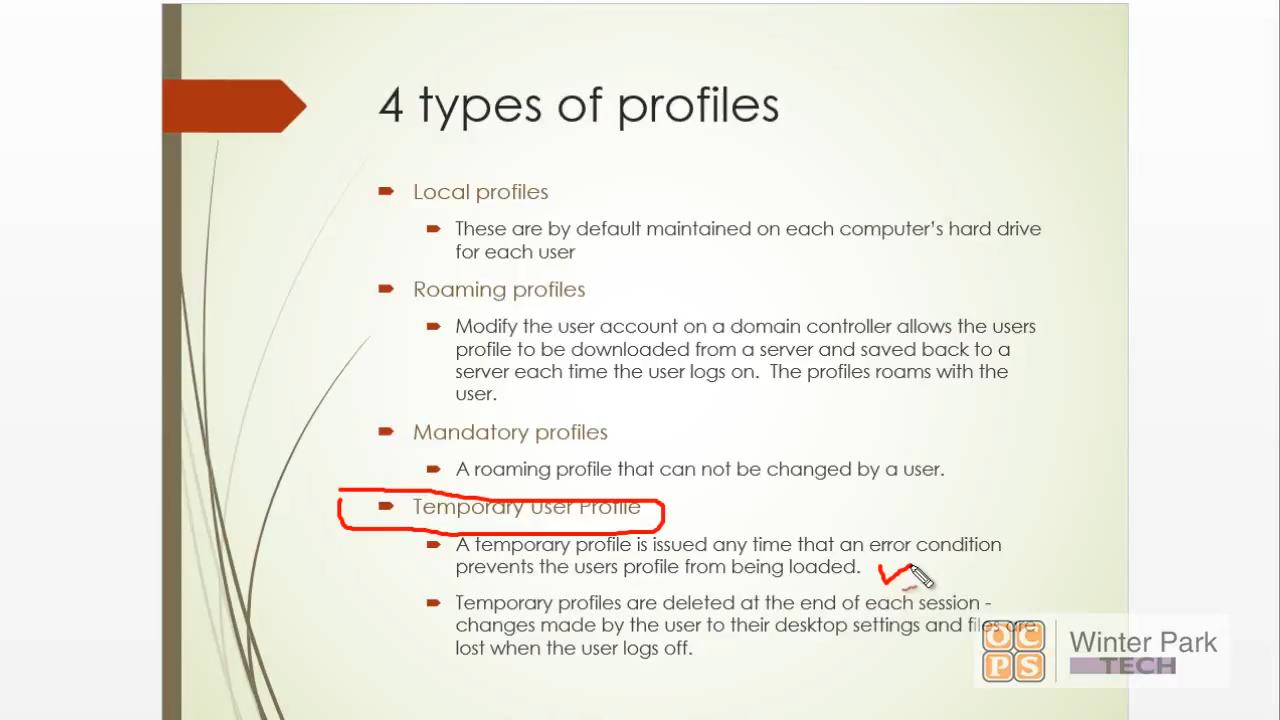 4 types of profiles
Local profiles
These are by default maintained on each computer's hard drive
for each user
Roaming profiles
Modify the user account on a domain controller allows the users
profile to be downloaded from a server and saved back to a
server each time the user logs on. The profiles roams with the
user.
Mandatory profiles
A roaming profile that can not be changed by a user.
Temporary User Profile
A temporary profile is issued any time that an error condition
prevents the users profile from being loaded.
Temporary profiles are deleted at the end of each session -
changes made by the user to their desktop settings and files are
lost when the user logs off.
OC
PS
Winter Park
TECH